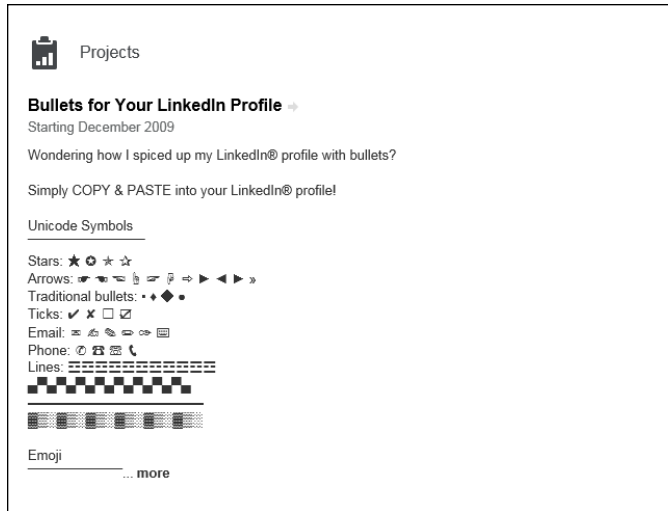 Projects
Bullets for Your LinkedIn Profile
Starting December 2009
Wondering how I spiced up my LinkedIn® profile with bullets?
Simply COPY & PASTE into your LinkedIn® profile!
Unicode Symbols
Stars: ★ ✪ ✯ ✰
Arrows: ☛ ☚ ☜ ☝ ☞ ☟ ⇨ ► ◄ ► »
Traditional bullets: ▪ ♦ ◆ •
Ticks: ✔ ✘ ☐ ☑
Email: ✉ ✍ ✎ ✏ ✑ ⌨
Phone: ✆ ☎ ☏ 📞
Lines: ☴☴☴☴☴☴☴☴☴☴☴
▄▀▄▀▄▀▄▀▄▀▄▀▄▀▄▀▄
▓▒░▓▒░▓▒░▓▒░▓▒░▓▒░
Emoji
... more